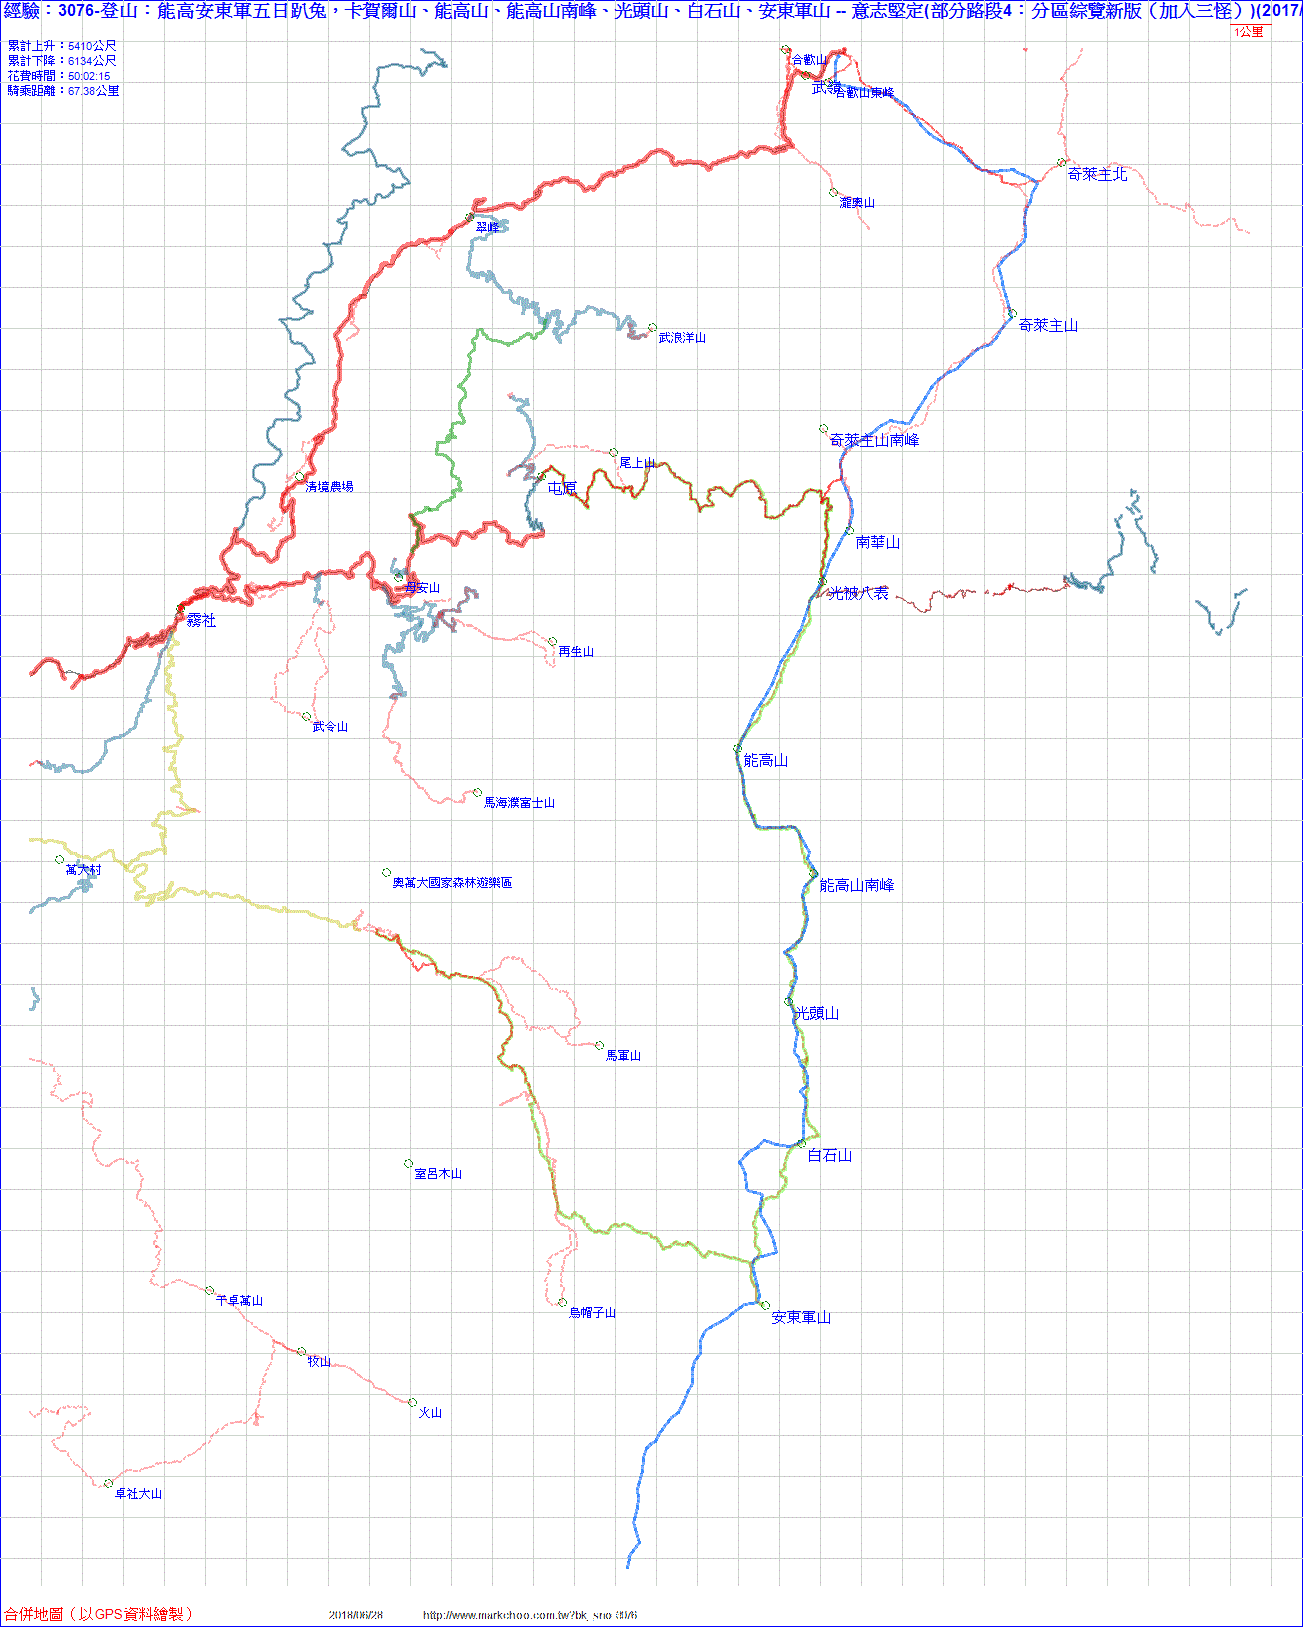 經驗：3076-登山：能高安東軍五日趴兔，卡賀爾山、能高山、能高山南峰、光頭山、白石山、安東軍山 -- 意志堅定(部分路段4：分區綜覽新版（加入三怪）)(2017/
1公里
累計上升：5410公尺
累計下降：6134公尺
花費時間：50:02:15
騎乘距離：67.38公里
合歡山
武嶺
合歡山東峰
奇萊主北
瀧奧山
翠峰
奇萊主山
武浪洋山
奇萊主山南峰
尾上山
清境農場
屯原
南華山
母安山
光被八表
霧社
再生山
武令山
能高山
馬海濮富士山
萬大村
奧萬大國家森林遊樂區
能高山南峰
光頭山
馬軍山
白石山
室呂木山
干卓萬山
烏帽子山
安東軍山
牧山
火山
卓社大山
合併地圖（以GPS資料繪製）
2018/06/28
http://www.markchoo.com.tw?bk_sno=3076